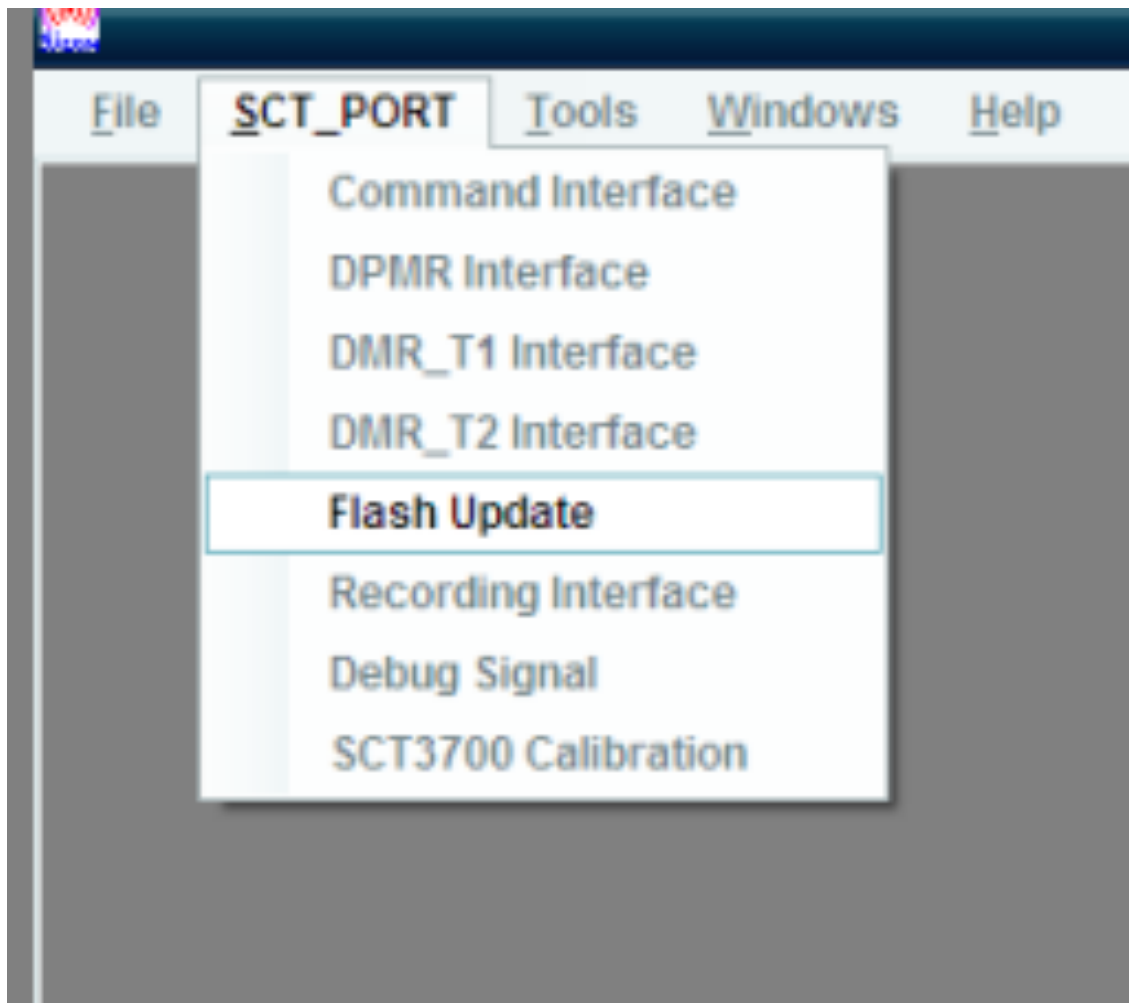 File SCT_PORT Tools Windows Help
Command Interface
DPMR Interface
DMR_T1 Interface
DMR_T2 Interface
Flash Update
Recording Interface
Debug Signal
SCT3700 Calibration